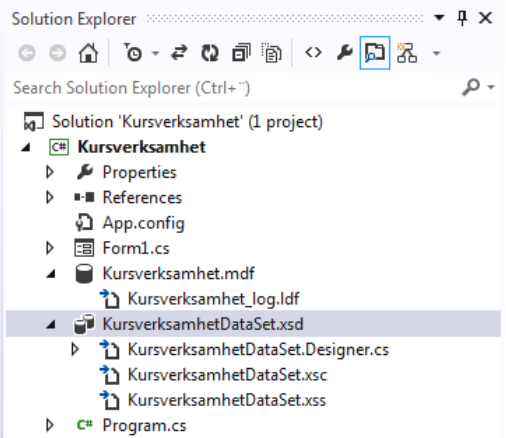 Solution Explorer
Search Solution Explorer (Ctrl+¨)
Solution 'Kursverksamhet' (1 project)
C# Kursverksamhet
Properties
References
App.config
Form1.cs
Kursverksamhet.mdf
Kursverksamhet_log.ldf
KursverksamhetDataSet.xsd
KursverksamhetDataSet.Designer.cs
KursverksamhetDataSet.xsc
KursverksamhetDataSet.xss
C# Program.cs